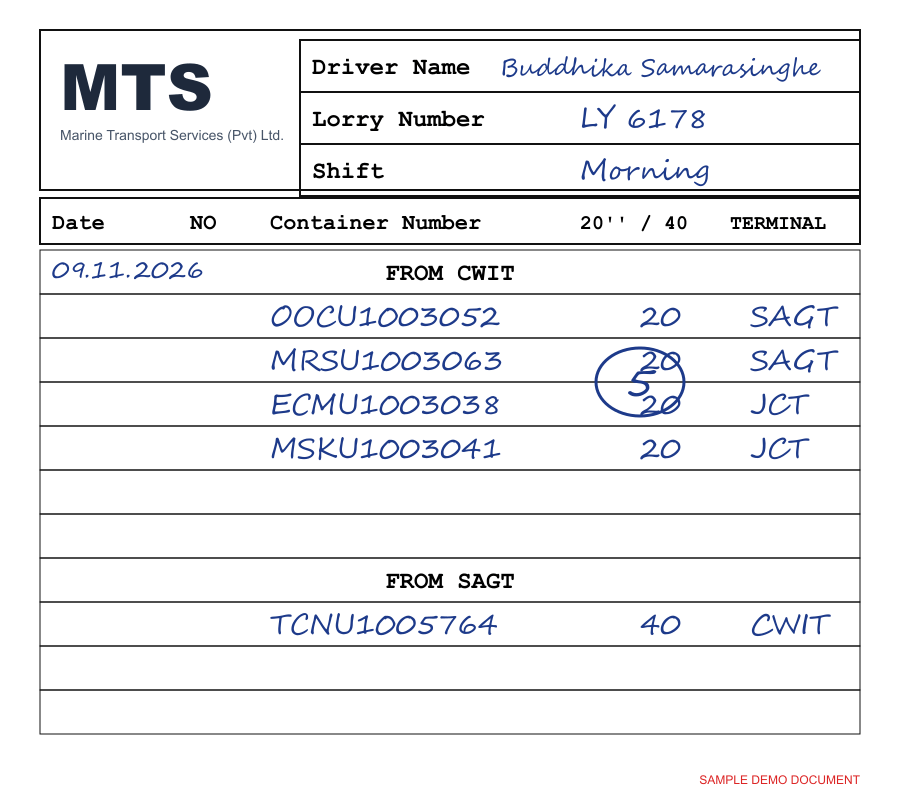 MTS
Marine Transport Services (Pvt) Ltd.
Driver Name Buddhika Samarasinghe
Lorry Number LY 6178
Shift Morning
Date NO Container Number 20'' / 40 TERMINAL
09.11.2026 FROM CWIT
OOCU1003052 20 SAGT
MRSU1003063 20 SAGT
5
ECMU1003038 20 JCT
MSKU1003041 20 JCT
FROM SAGT
TCNU1005764 40 CWIT
SAMPLE DEMO DOCUMENT